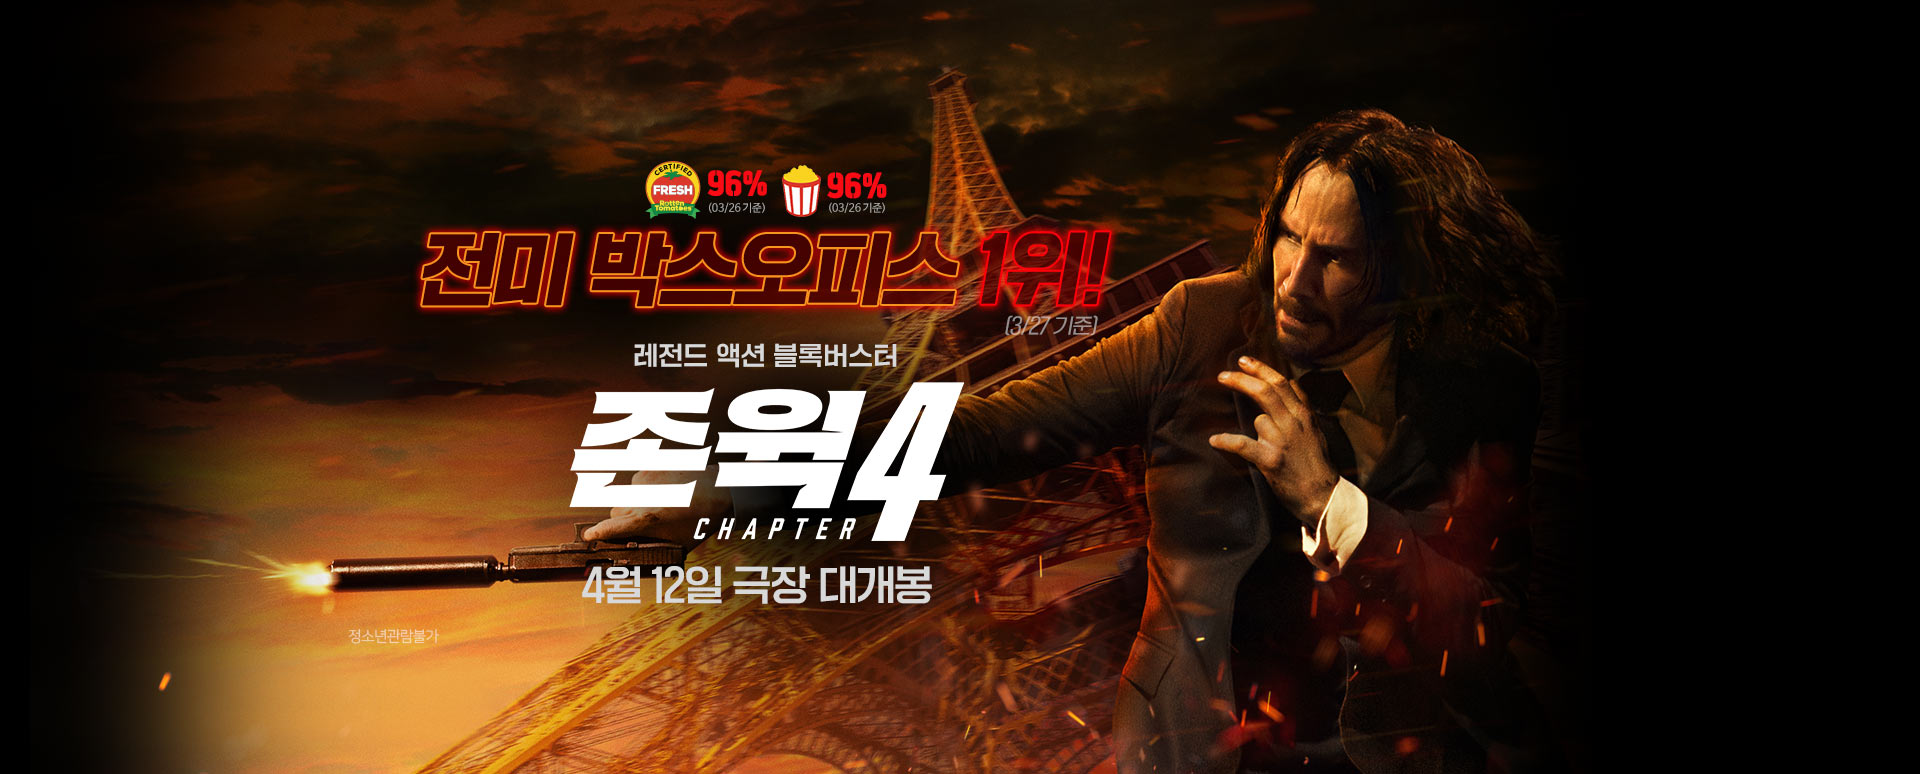 CERTIFIED
FRESH
Rotten
Tomatoes
96% 96%
(03/26 기준) (03/26 기준)
전미 박스오피스 1위!
(3/27 기준)
레전드 액션 블록버스터
존윅4
CHAPTER
4월 12일 극장 대개봉
청소년관람불가